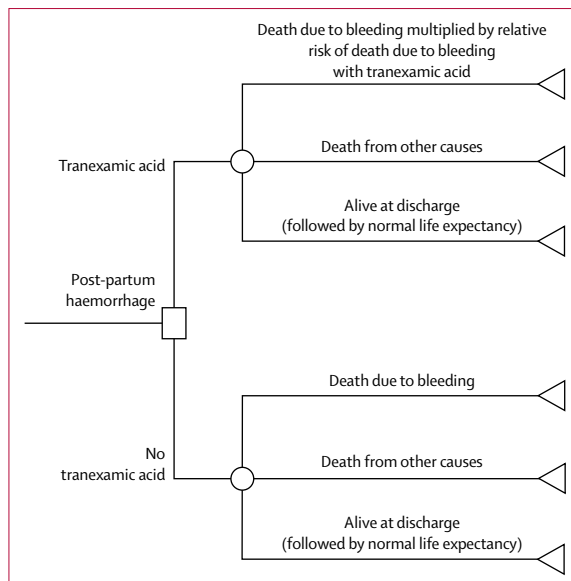 Death due to bleeding multiplied by relative
risk of death due to bleeding
with tranexamic acid
Tranexamic acid
Death from other causes
Alive at discharge
(followed by normal life expectancy)
Post-partum
haemorrhage
Death due to bleeding
No
tranexamic acid
Death from other causes
Alive at discharge
(followed by normal life expectancy)